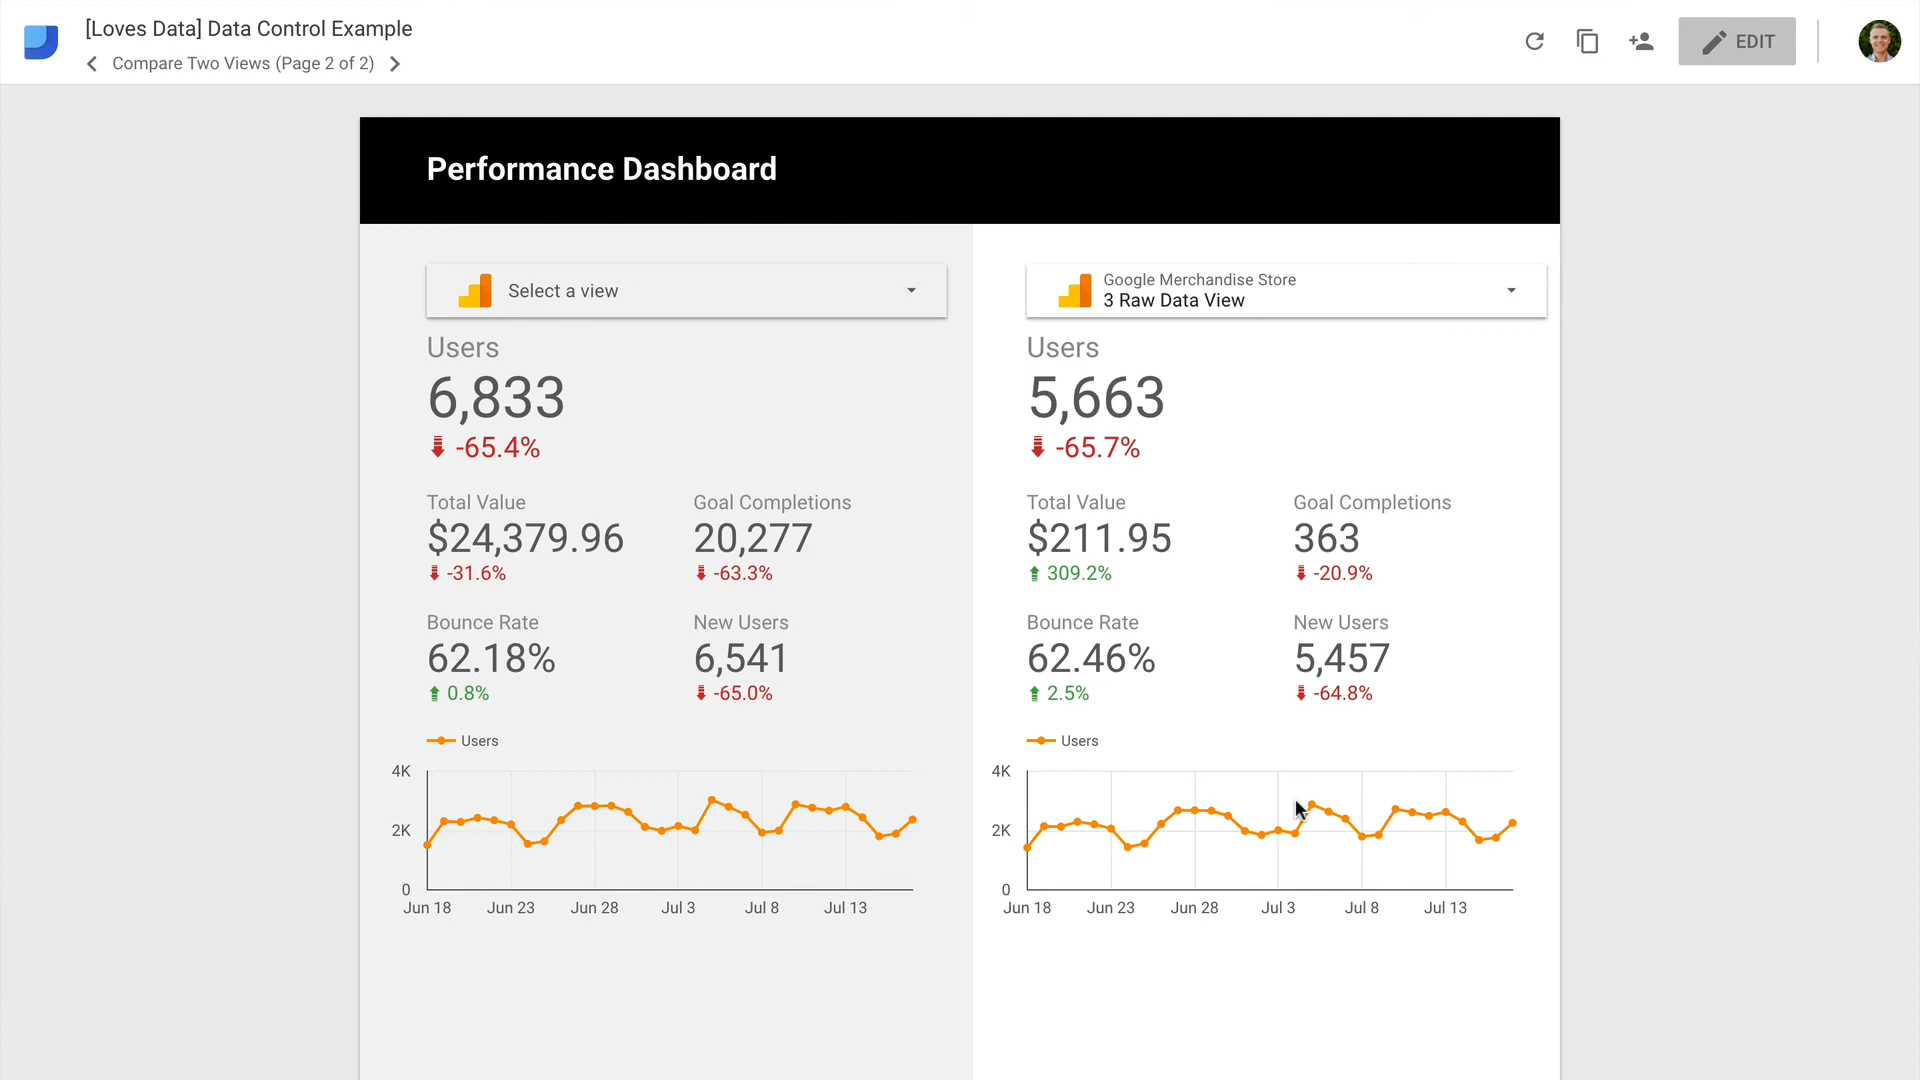 [Loves Data] Data Control Example
Compare Two Views (Page 2 of 2)
EDIT
Performance Dashboard
Select a view
Users
6,833
-65.4%
Total Value
$24,379.96
-31.6%
Goal Completions
20,277
-63.3%
Bounce Rate
62.18%
0.8%
New Users
6,541
-65.0%
Users
4K
2K
0
Jun 18 Jun 23 Jun 28 Jul 3 Jul 8 Jul 13
Google Merchandise Store
3 Raw Data View
Users
5,663
-65.7%
Total Value
$211.95
309.2%
Goal Completions
363
-20.9%
Bounce Rate
62.46%
2.5%
New Users
5,457
-64.8%
Users
4K
2K
0
Jun 18 Jun 23 Jun 28 Jul 3 Jul 8 Jul 13